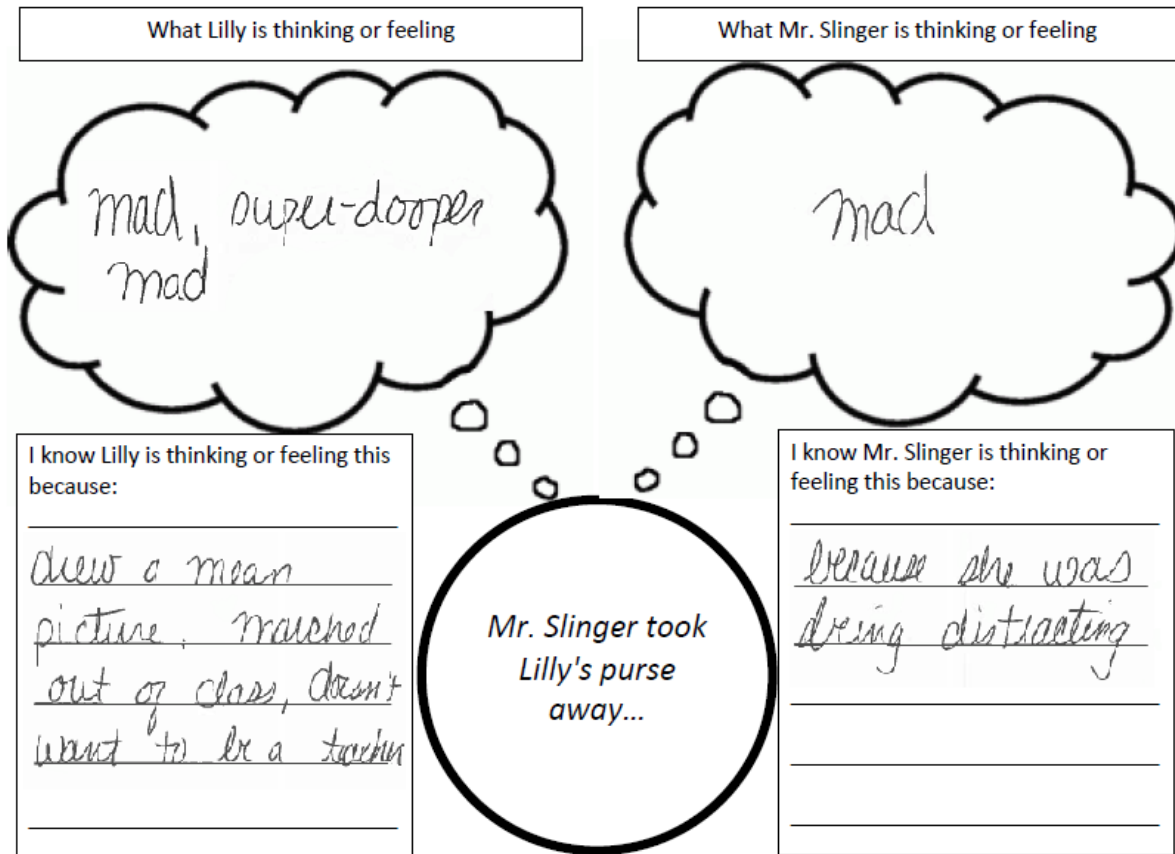 What Lilly is thinking or feeling
What Mr. Slinger is thinking or feeling
mad, super-dooper
mad
mad
I know Lilly is thinking or feeling this
because:
drew a mean
picture, marched
out of class, doesn't
want to be a teacher
Mr. Slinger took
Lilly's purse
away...
I know Mr. Slinger is thinking or
feeling this because:
because she was
being distracting